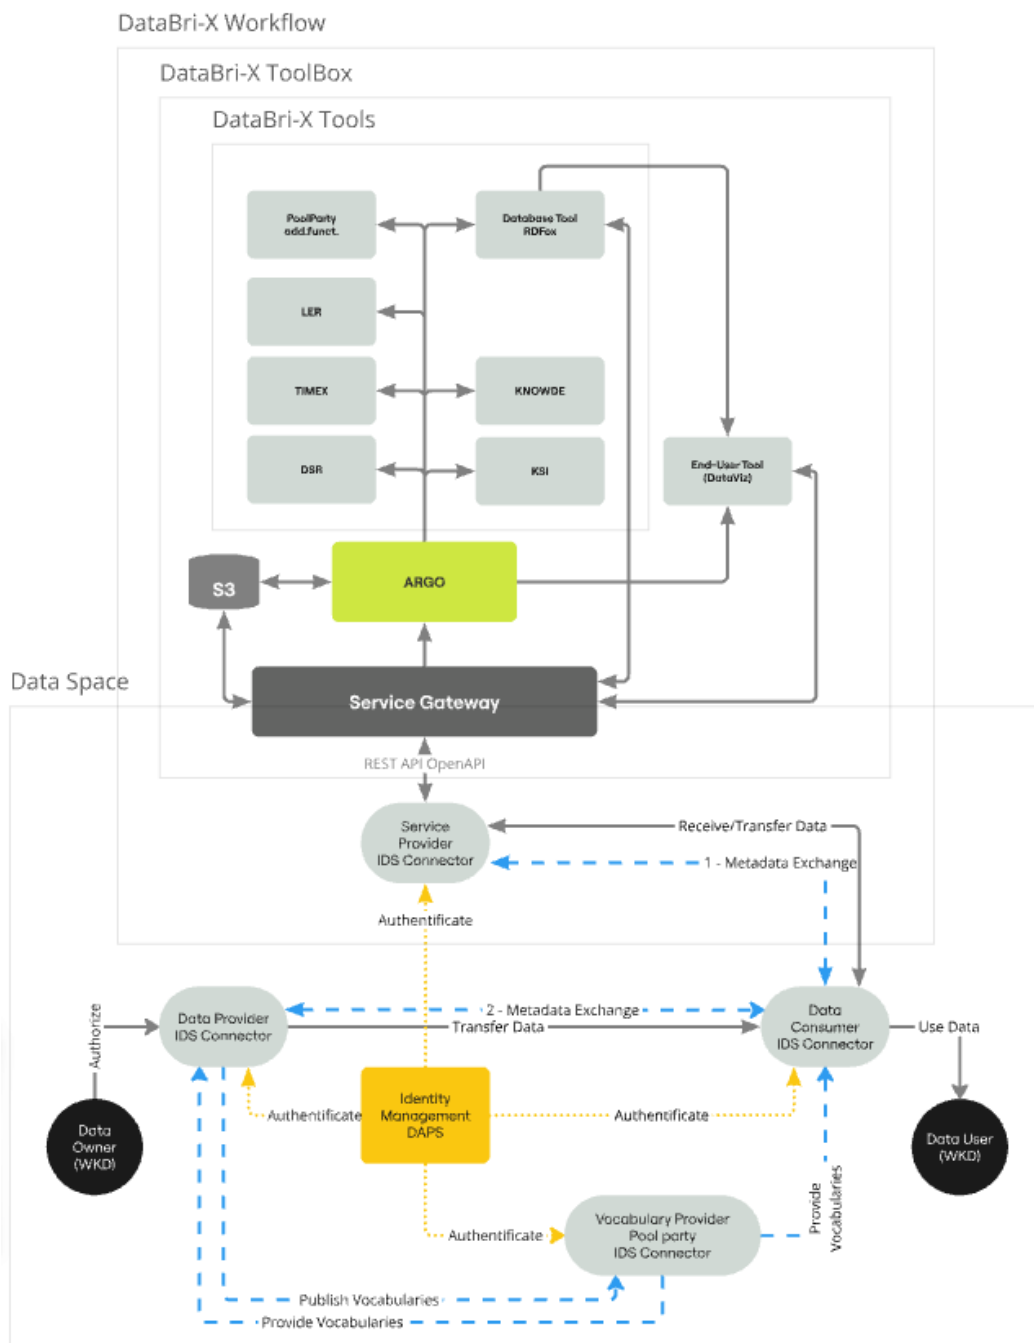 DataBri-X Workflow
DataBri-X ToolBox
DataBri-X Tools
PoolParty
add.funct.
Database Tool
RDFox
LER
TIMEX
KNOWDE
DSR
KSI
End-User Tool
(DataViz)
S3
ARGO
Data Space
Service Gateway
REST API OpenAPI
Service
Provider
IDS Connector
Receive/Transfer Data
1 - Metadata Exchange
Authentificate
Authorize
Data Provider
IDS Connector
2 - Metadata Exchange
Transfer Data
Data
Consumer
IDS Connector
Use Data
Data
Owner
(WKD)
Authentificate
Identity
Management
DAPS
Authentificate
Data User
(WKD)
Provide
Vocabularies
Authentificate
Vocabulary Provider
Pool party
IDS Connector
Publish Vocabularies
Provide Vocabularies